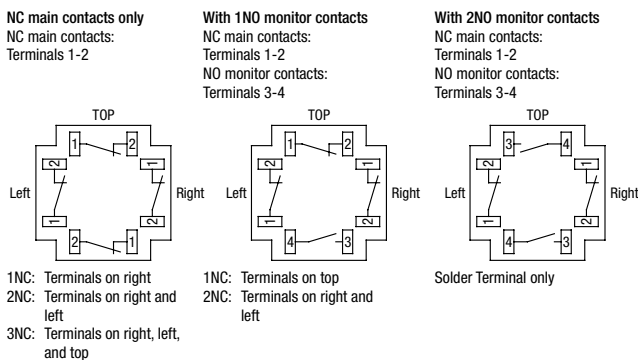 NC main contacts only
NC main contacts:
Terminals 1-2
TOP
1
2
2
1
Left
Right
1
2
2
1
1NC: Terminals on right
2NC: Terminals on right and
left
3NC: Terminals on right, left,
and top
With 1NO monitor contacts
NC main contacts:
Terminals 1-2
NO monitor contacts:
Terminals 3-4
TOP
1
2
2
1
Left
Right
1
2
4
3
1NC: Terminals on top
2NC: Terminals on right and
left
With 2NO monitor contacts
NC main contacts:
Terminals 1-2
NO monitor contacts:
Terminals 3-4
TOP
3
4
2
1
Left
Right
1
2
4
3
Solder Terminal only